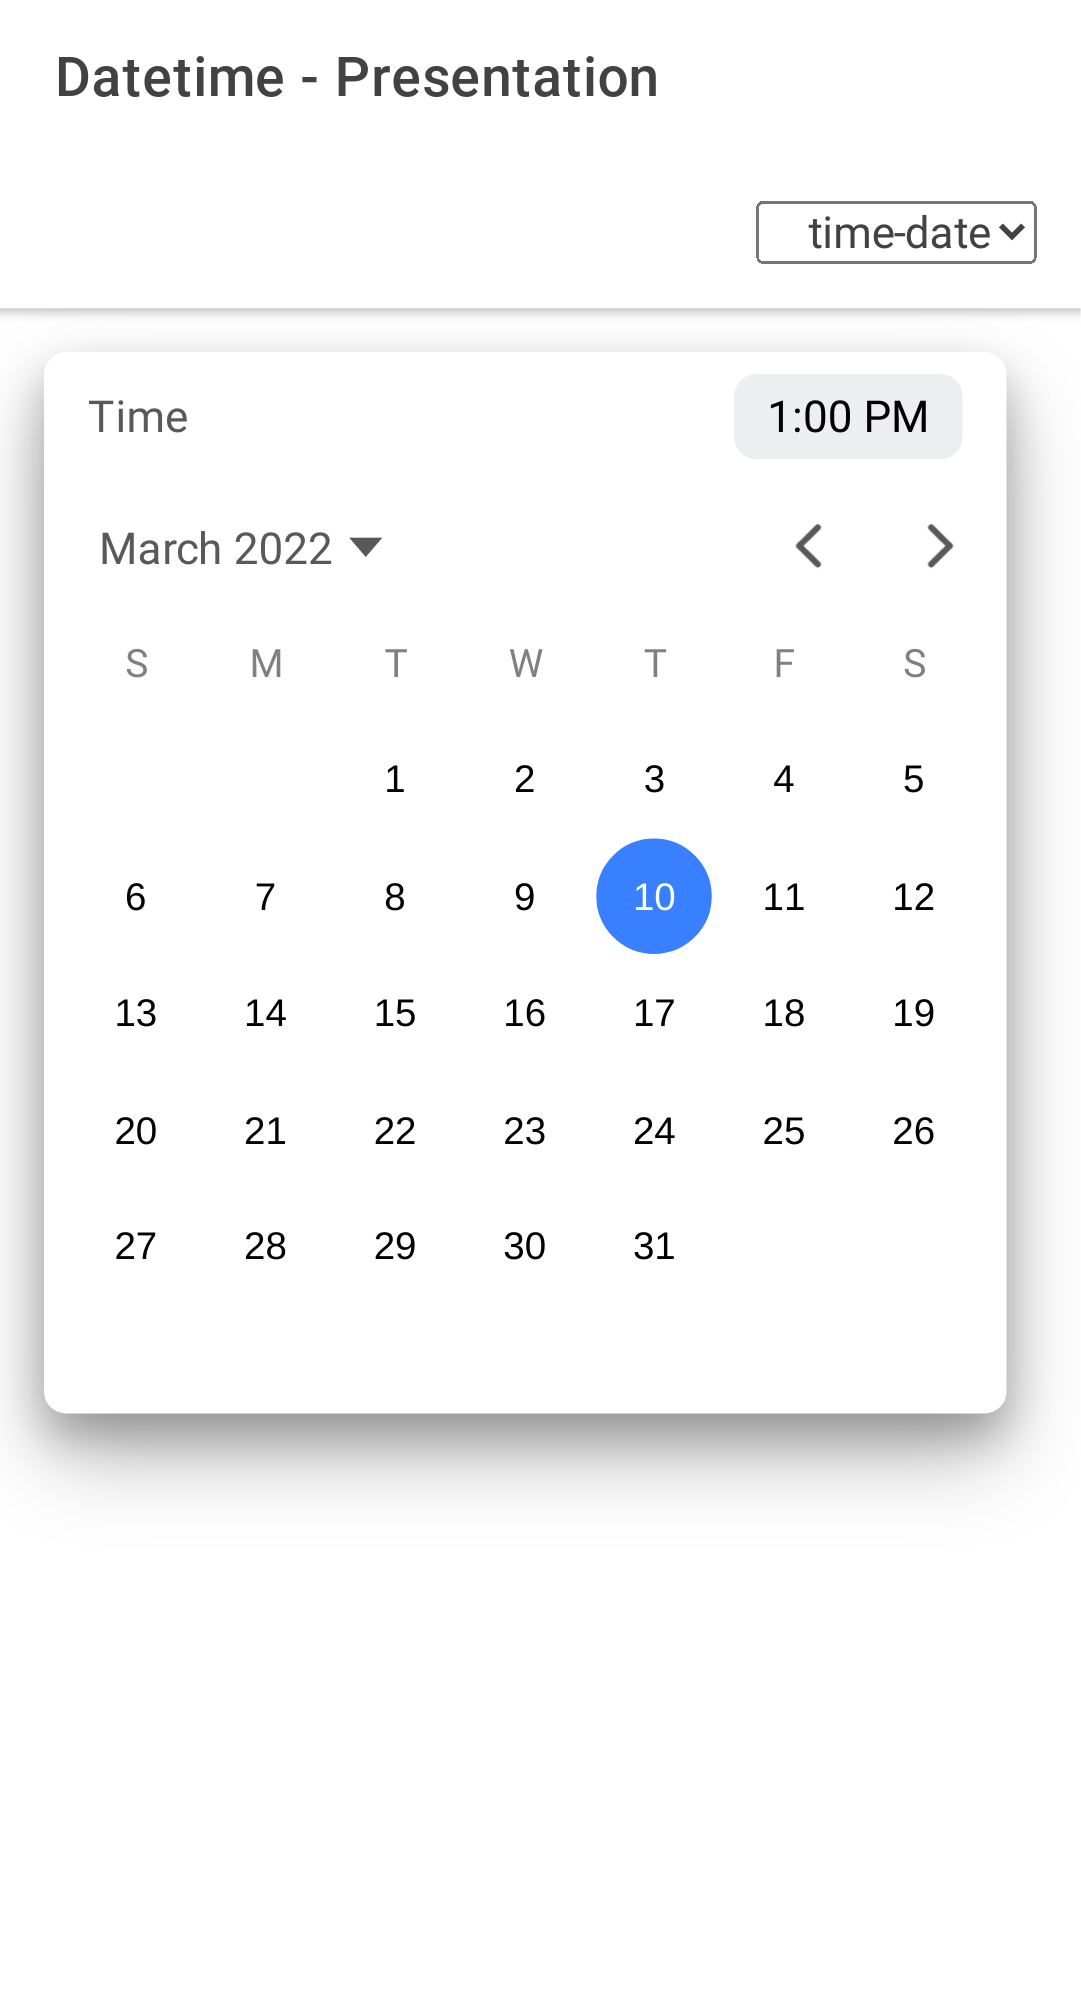 Datetime - Presentation
time-date
Time 1:00 PM
March 2022
S M T W T F S
1 2 3 4 5
6 7 8 9 10 11 12
13 14 15 16 17 18 19
20 21 22 23 24 25 26
27 28 29 30 31